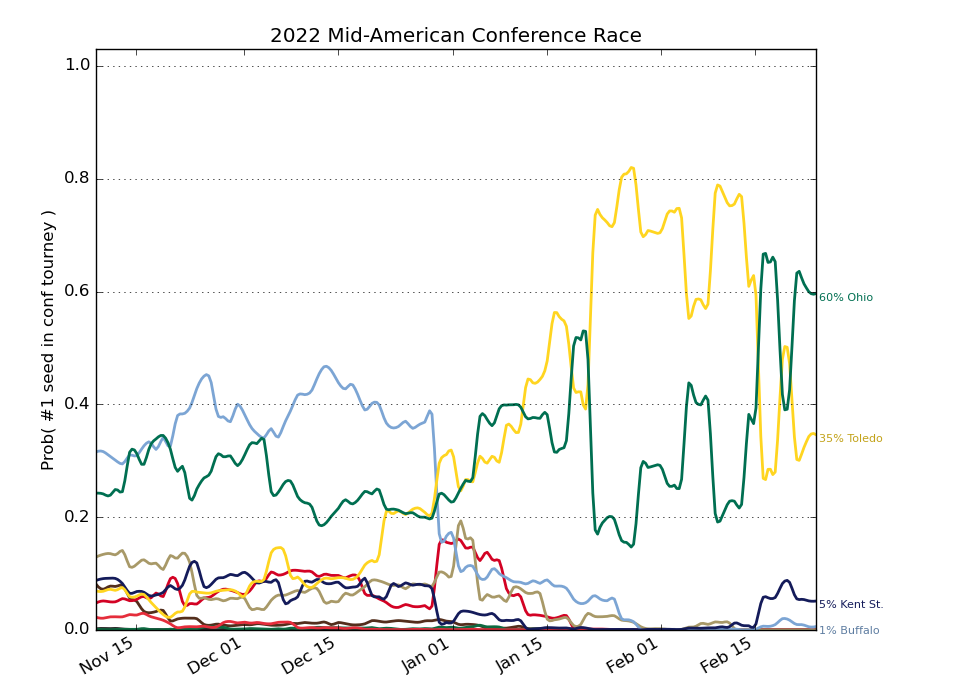 2022 Mid-American Conference Race
Prob( #1 seed in conf tourney )
1.0
0.8
0.6
0.4
0.2
0.0
60% Ohio
35% Toledo
5% Kent St.
1% Buffalo
Nov 15
Dec 01
Dec 15
Jan 01
Jan 15
Feb 01
Feb 15